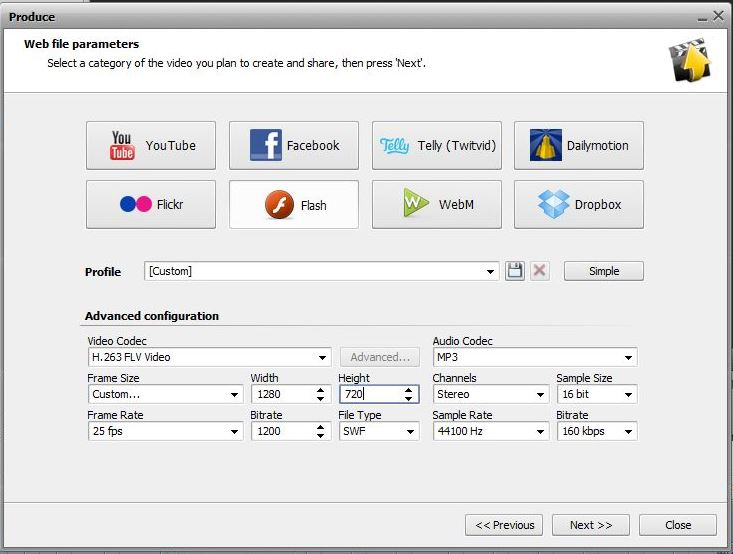 Produce
Web file parameters
Select a category of the video you plan to create and share, then press 'Next'.
You Tube YouTube
f Facebook
Telly Telly (Twitvid)
Dailymotion
Flickr
f Flash
W WebM
Dropbox
Profile [Custom] Simple
Advanced configuration
Video Codec Audio Codec
H.263 FLV Video Advanced... MP3
Frame Size Width Height Channels Sample Size
Custom... 1280 720 Stereo 16 bit
Frame Rate Bitrate File Type Sample Rate Bitrate
25 fps 1200 SWF 44100 Hz 160 kbps
<< Previous Next >> Close